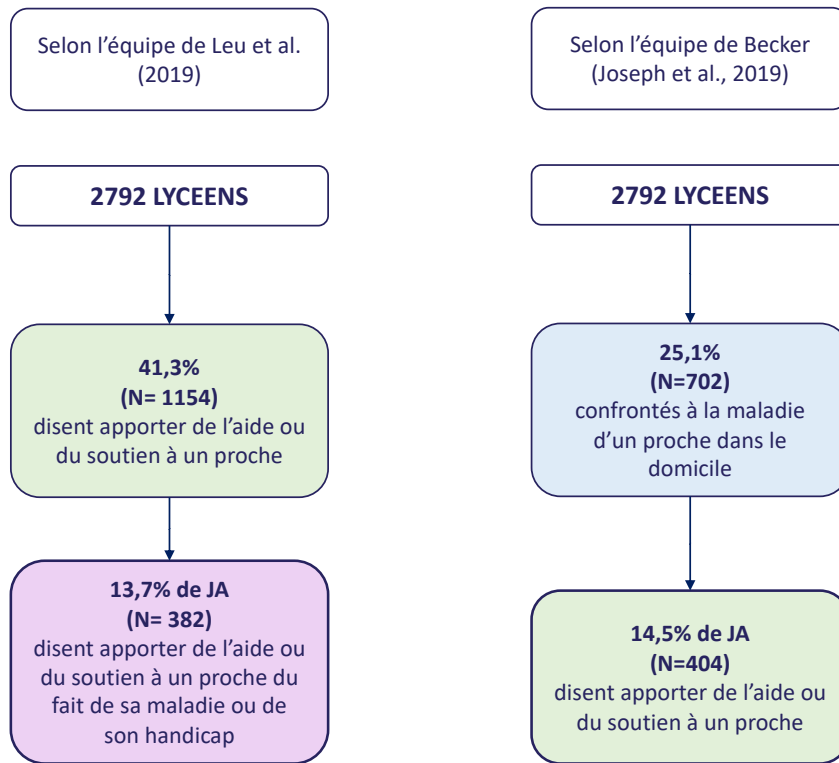 Selon l'équipe de Leu et al.
(2019)
2792 LYCEENS
41,3%
(N= 1154)
disent apporter de l'aide ou
du soutien à un proche
13,7% de JA
(N= 382)
disent apporter de l'aide ou
du soutien à un proche du
fait de sa maladie ou de
son handicap
Selon l'équipe de Becker
(Joseph et al., 2019)
2792 LYCEENS
25,1%
(N=702)
confrontés à la maladie
d'un proche dans le
domicile
14,5% de JA
(N=404)
disent apporter de l'aide ou
du soutien à un proche